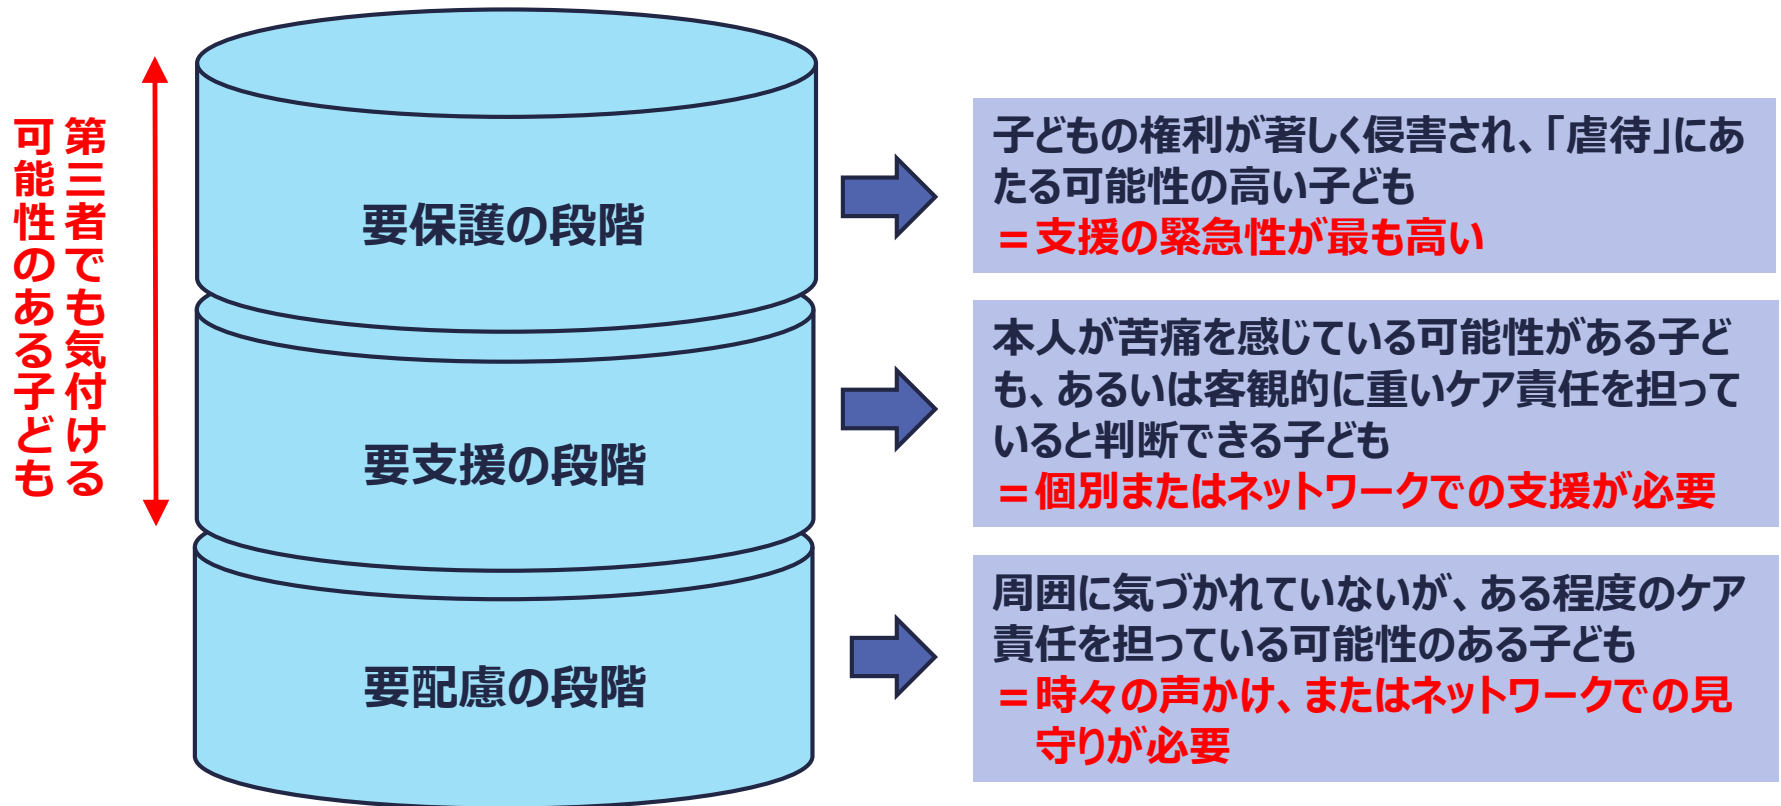 第三者でも気付ける
可能性のある子ども
要保護の段階
子どもの権利が著しく侵害され、「虐待」にあ
たる可能性の高い子ども
＝支援の緊急性が最も高い
要支援の段階
本人が苦痛を感じている可能性がある子ど
も、あるいは客観的に重いケア責任を担って
いると判断できる子ども
＝個別またはネットワークでの支援が必要
要配慮の段階
周囲に気づかれていないが、ある程度のケア
責任を担っている可能性のある子ども
＝時々の声かけ、またはネットワークでの見
守りが必要